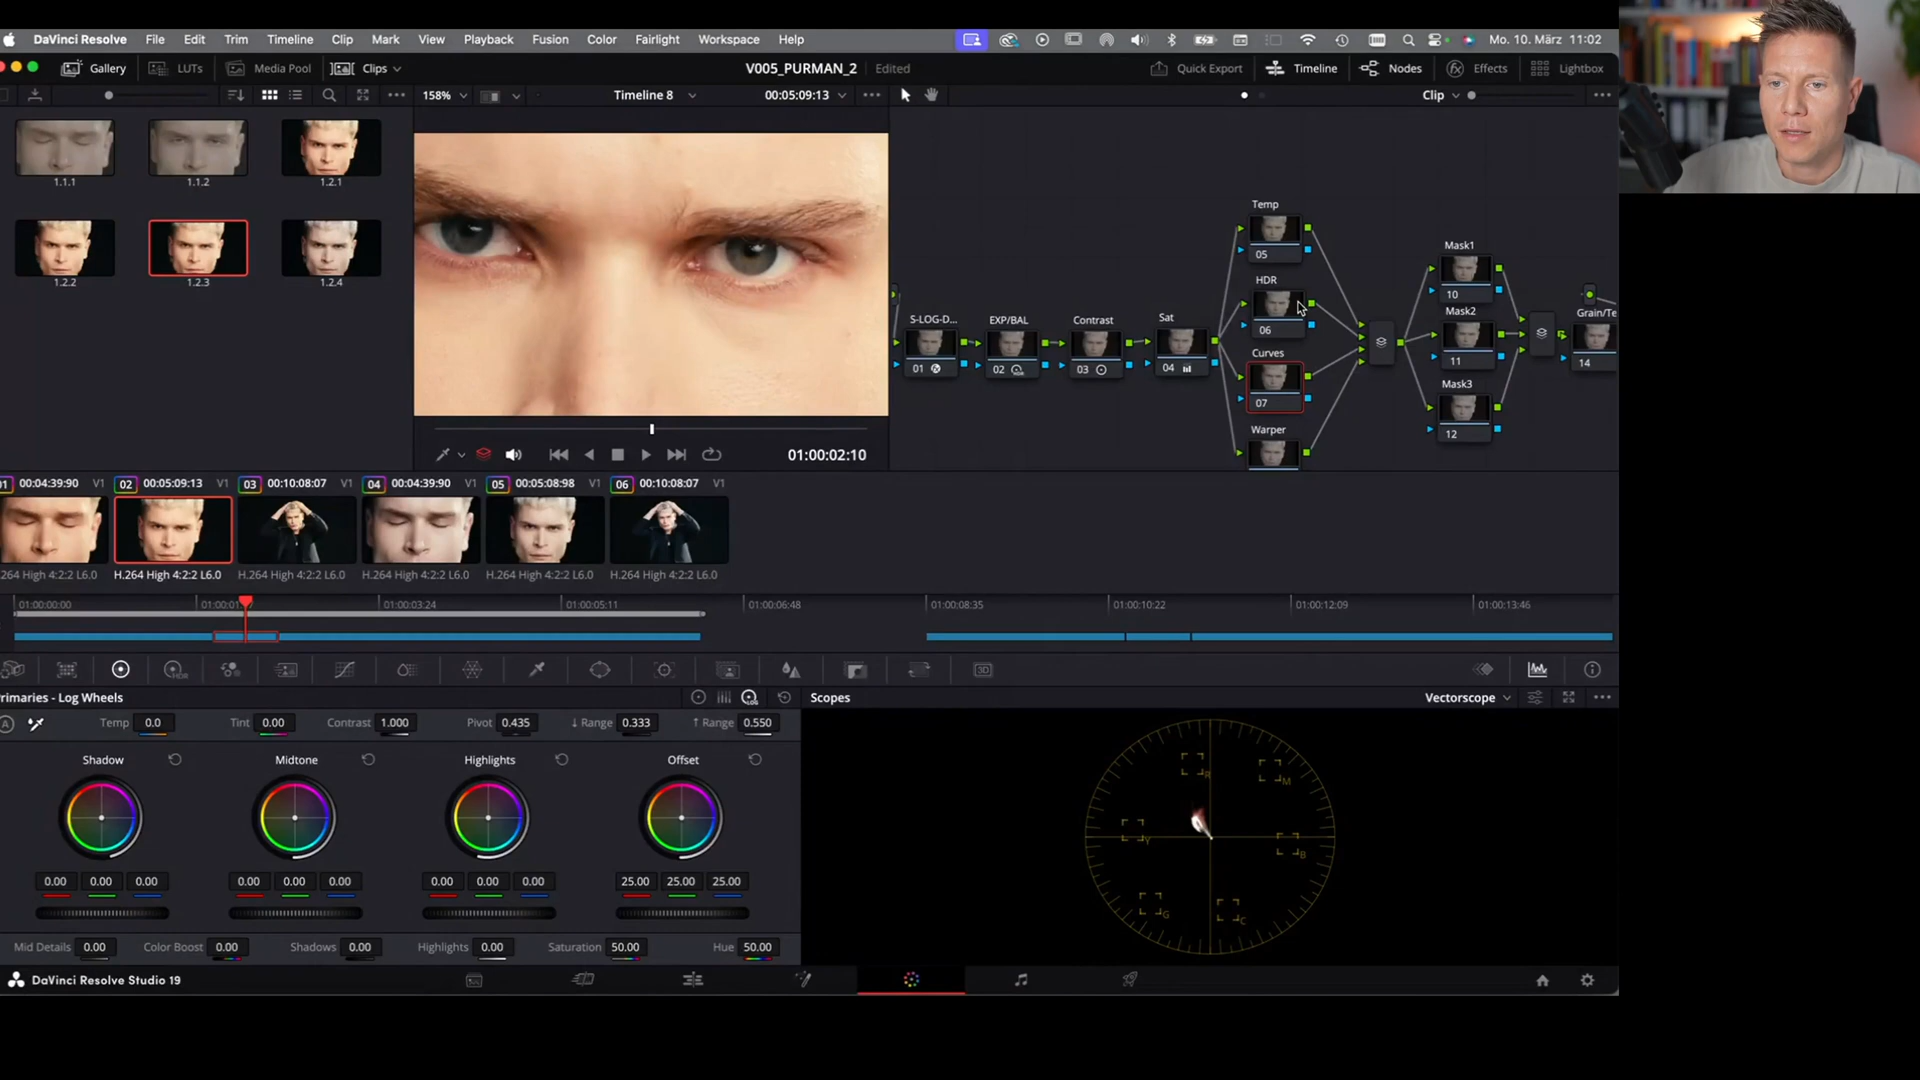 DaVinci Resolve File Edit Trim Timeline Clip Mark View Playback Fusion Color Fairlight Workspace Help Mo. 10. März 11:02
Gallery LUTs Media Pool Clips V005_PURMAN_2 Edited Quick Export Timeline Nodes Effects Lightbox
158% Timeline 8 00:05:09:13 Clip
1.1.1 1.1.2 1.2.1
1.2.2 1.2.3 1.2.4
Temp
05
HDR
06
Curves
07
Warper
S-LOG-D... EXP/BAL Contrast Sat
01 02 03 04
Mask1
10
Mask2
11
Mask3
12
Grain/Te
14
01:00:02:10
01 00:04:39:90 V1 02 00:05:09:13 V1 03 00:10:08:07 V1 04 00:04:39:90 V1 05 00:05:08:98 V1 06 00:10:08:07 V1
264 High 4:2:2 L6.0 H.264 High 4:2:2 L6.0 H.264 High 4:2:2 L6.0 H.264 High 4:2:2 L6.0 H.264 High 4:2:2 L6.0 H.264 High 4:2:2 L6.0
01:00:00:00 01:00:03:24 01:00:05:11 01:00:06:48 01:00:08:35 01:00:10:22 01:00:12:09 01:00:13:46
HDR 3D
rimaries - Log Wheels Scopes Vectorscope
A Temp 0.0 Tint 0.00 Contrast 1.000 Pivot 0.435 ↓ Range 0.333 ↑ Range 0.550
Shadow Midtone Highlights Offset
0.00 0.00 0.00 0.00 0.00 0.00 0.00 0.00 0.00 25.00 25.00 25.00
Mid Details 0.00 Color Boost 0.00 Shadows 0.00 Highlights 0.00 Saturation 50.00 Hue 50.00
R M
Y B
G C
DaVinci Resolve Studio 19